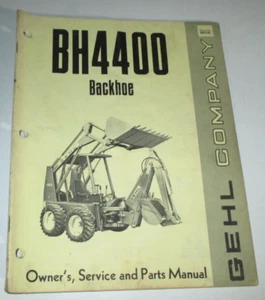 BH4400
Backhoe
GEHL COMPANY
Owner's, Service and Parts Manual